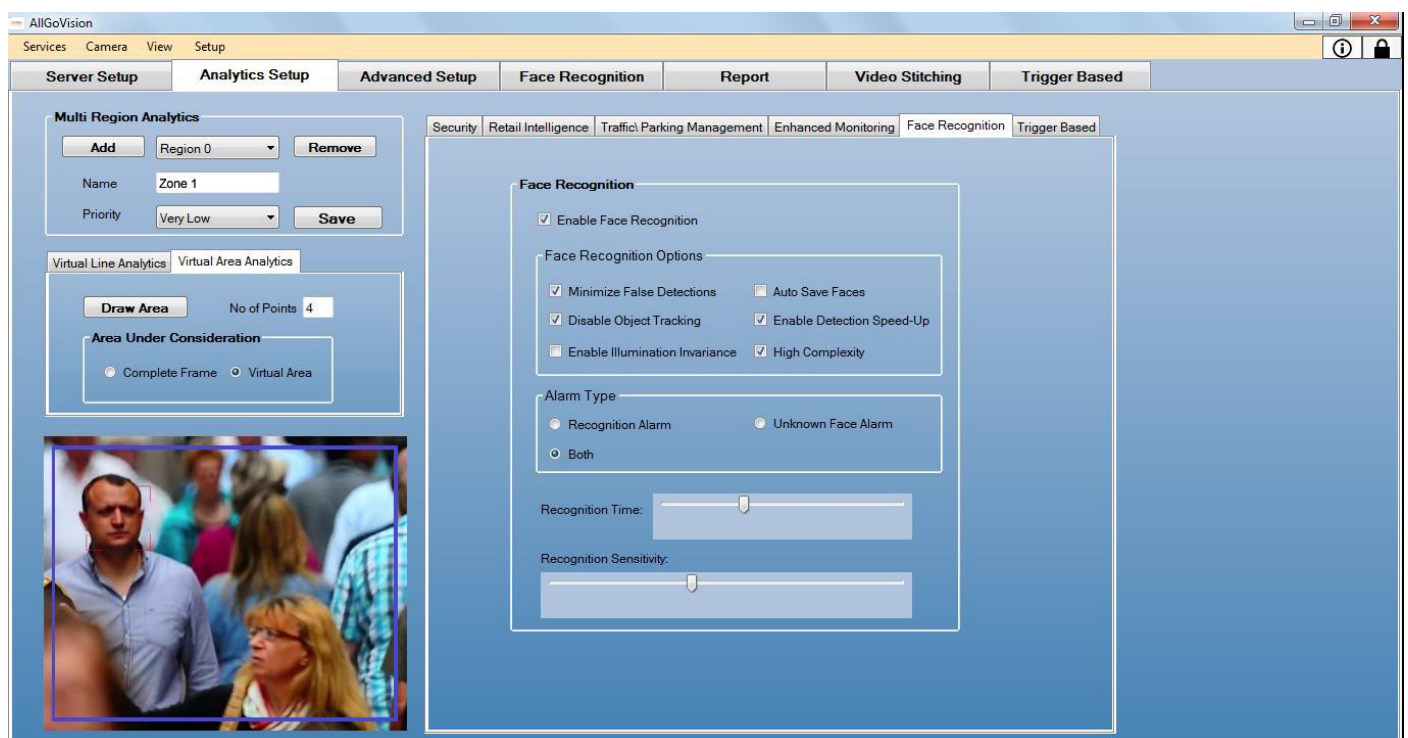 AllGoVision
Services Camera View Setup
Server Setup Analytics Setup Advanced Setup Face Recognition Report Video Stitching Trigger Based
Multi Region Analytics
Add Region 0 Remove
Name Zone 1
Priority Very Low Save
Virtual Line Analytics Virtual Area Analytics
Draw Area No of Points 4
Area Under Consideration
Complete Frame Virtual Area
Security Retail Intelligence Traffic\ Parking Management Enhanced Monitoring Face Recognition Trigger Based
Face Recognition
Enable Face Recognition
Face Recognition Options
Minimize False Detections Auto Save Faces
Disable Object Tracking Enable Detection Speed-Up
Enable Illumination Invariance High Complexity
Alarm Type
Recognition Alarm Unknown Face Alarm
Both
Recognition Time:
Recognition Sensitivity: